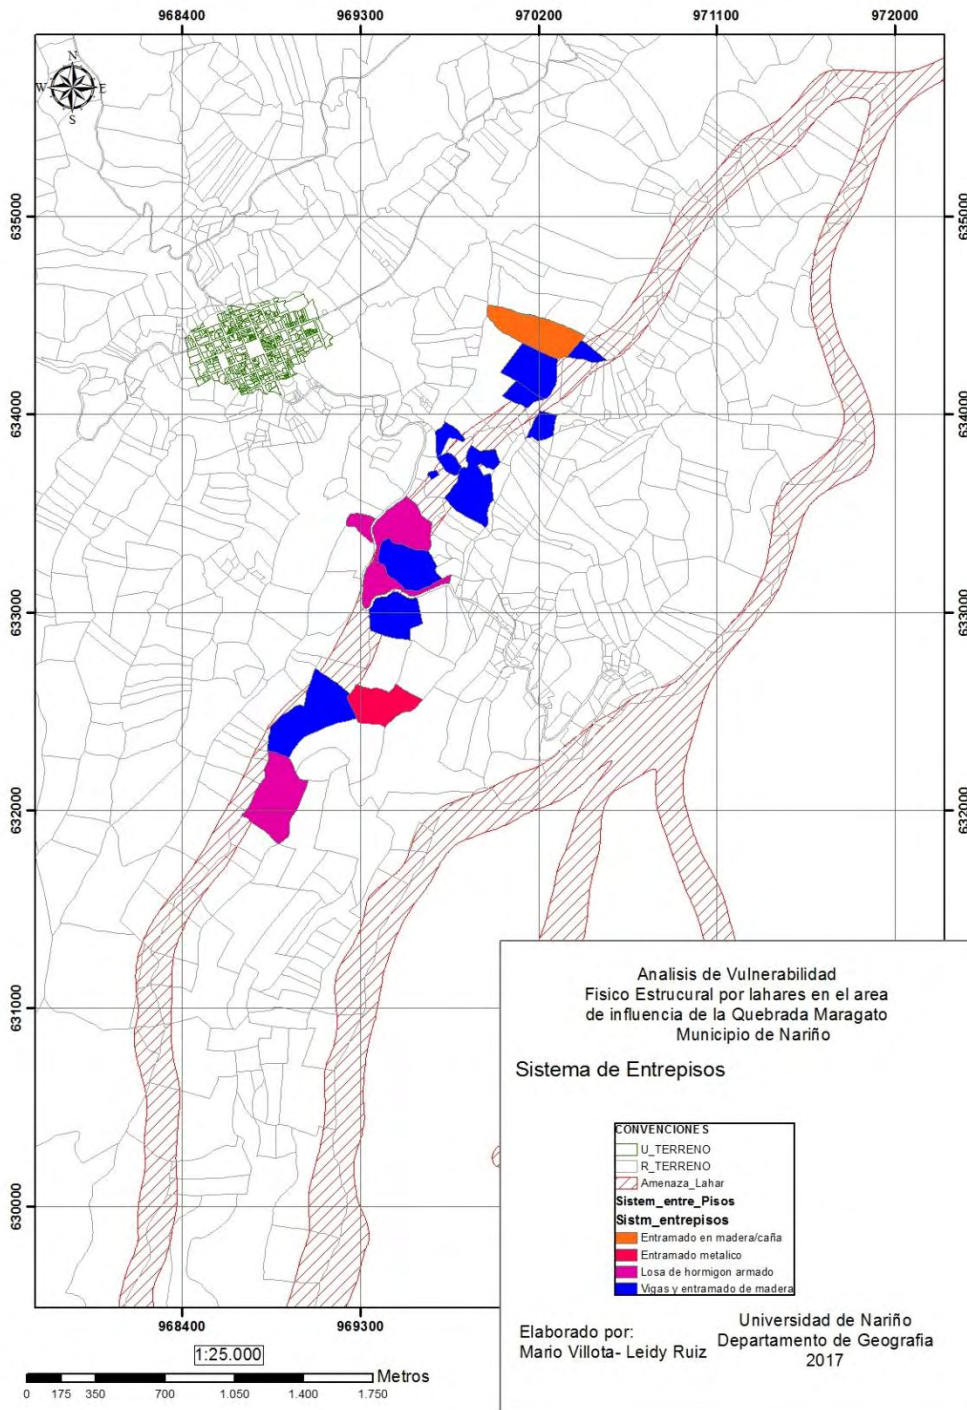 968400 969300 970200 971100 972000
N
W E
S
635000 635000
634000 634000
633000 633000
632000 632000
631000
630000
968400 969300
1:25.000
Metros
0 175 350 700 1.050 1.400 1.750
Analisis de Vulnerabilidad
Fisico Estrucural por lahares en el area
de influencia de la Quebrada Maragato
Municipio de Nariño
Sistema de Entrepisos
CONVENCIONES
U_TERRENO
R_TERRENO
Amenaza_Lahar
Sistem_entre_Pisos
Sistm_entrepisos
Entramado en madera/caña
Entramado metalico
Losa de hormigon armado
Vigas y entramado de madera
Elaborado por:
Mario Villota- Leidy Ruiz
Universidad de Nariño
Departamento de Geografia
2017